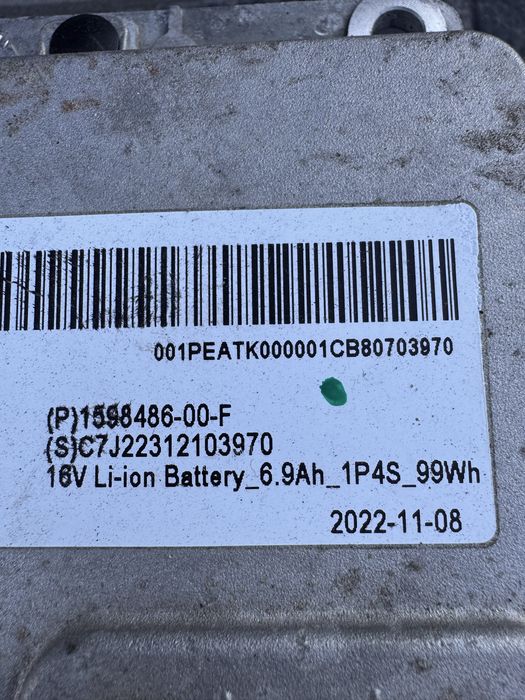 001PEATK000001CB80703970
(P)1598486-00-F
(S)C7J22312103970
16V Li-ion Battery_6.9Ah_1P4S_99Wh
2022-11-08